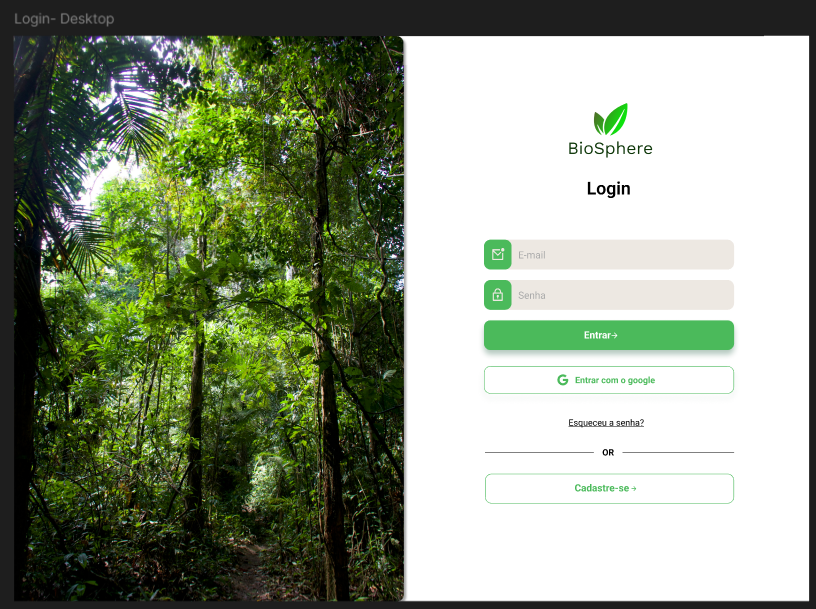 Login- Desktop
BioSphere
Login
E-mail
Senha
Entrar→
Entrar com o google
Esqueceu a senha?
OR
Cadastre-se→